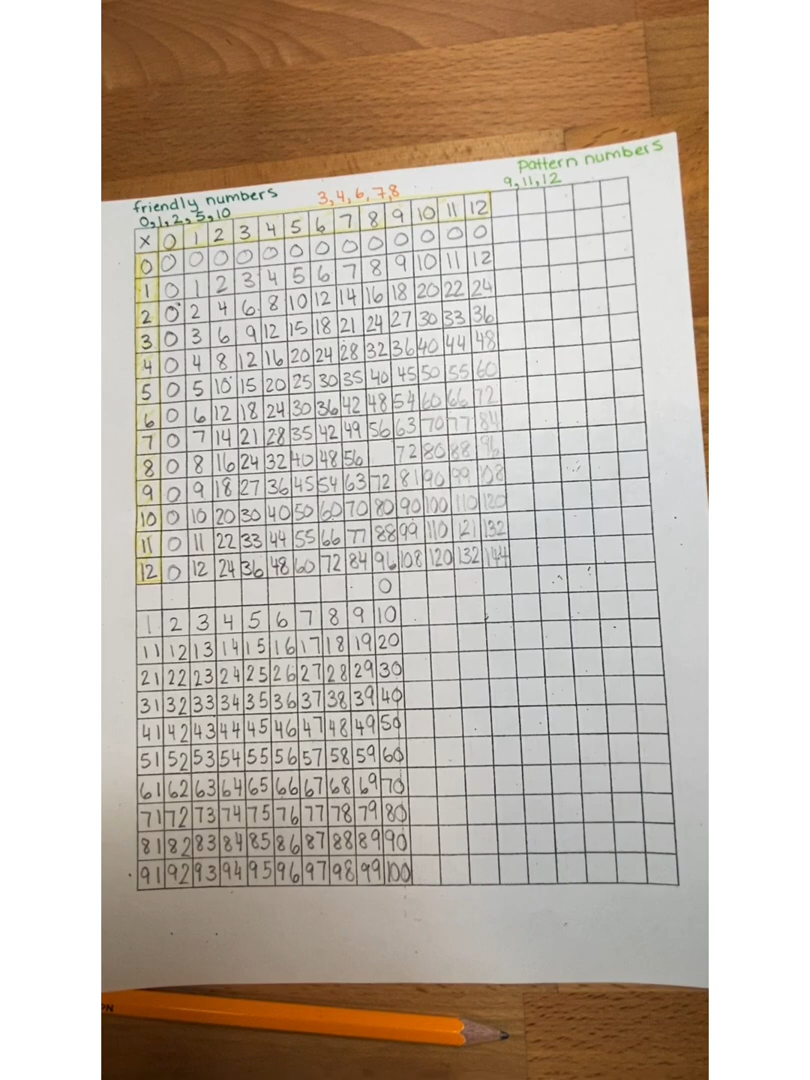 friendly numbers
0,1,2,5,10
3,4,6,7,8
pattern numbers
9,11,12
x 0 1 2 3 4 5 6 7 8 9 10 11 12
0 0 0 0 0 0 0 0 0 0 0 0 0 0
1 0 1 2 3 4 5 6 7 8 9 10 11 12
2 0 2 4 6 8 10 12 14 16 18 20 22 24
3 0 3 6 9 12 15 18 21 24 27 30 33 36
4 0 4 8 12 16 20 24 28 32 36 40 44 48
5 0 5 10 15 20 25 30 35 40 45 50 55 60
6 0 6 12 18 24 30 36 42 48 54 60 66 72
7 0 7 14 21 28 35 42 49 56 63 70 77 84
8 0 8 16 24 32 40 48 56 72 80 88 96
9 0 9 18 27 36 45 54 63 72 81 90 99 108
10 0 10 20 30 40 50 60 70 80 90 100 110 120
11 0 11 22 33 44 55 66 77 88 99 110 121 132
12 0 12 24 36 48 60 72 84 96 108 120 132 144
0
1 2 3 4 5 6 7 8 9 10
11 12 13 14 15 16 17 18 19 20
21 22 23 24 25 26 27 28 29 30
31 32 33 34 35 36 37 38 39 40
41 42 43 44 45 46 47 48 49 50
51 52 53 54 55 56 57 58 59 60
61 62 63 64 65 66 67 68 69 70
71 72 73 74 75 76 77 78 79 80
81 82 83 84 85 86 87 88 89 90
91 92 93 94 95 96 97 98 99 100